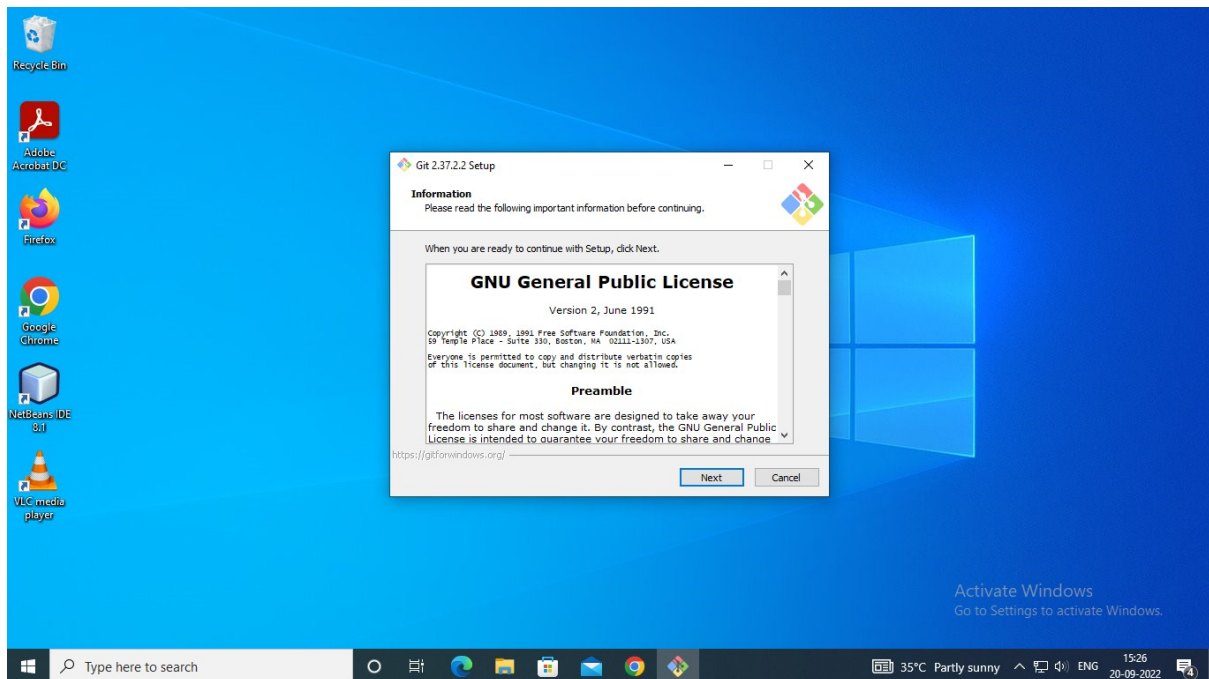 Recycle Bin
Adobe
Acrobat DC
Firefox
Google
Chrome
NetBeans IDE
8.1
VLC media
player
Git 2.37.2.2 Setup
Information
Please read the following important information before continuing.
When you are ready to continue with Setup, click Next.
GNU General Public License
Version 2, June 1991
Copyright (C) 1989, 1991 Free Software Foundation, Inc.
59 Temple Place - Suite 330, Boston, MA  02111-1307, USA
Everyone is permitted to copy and distribute verbatim copies
of this license document, but changing it is not allowed.
Preamble
The licenses for most software are designed to take away your
freedom to share and change it. By contrast, the GNU General Public
License is intended to guarantee your freedom to share and change
https://gitforwindows.org/
Next
Cancel
Activate Windows
Go to Settings to activate Windows.
Type here to search
35°C Partly sunny
ENG
15:26
20-09-2022
4